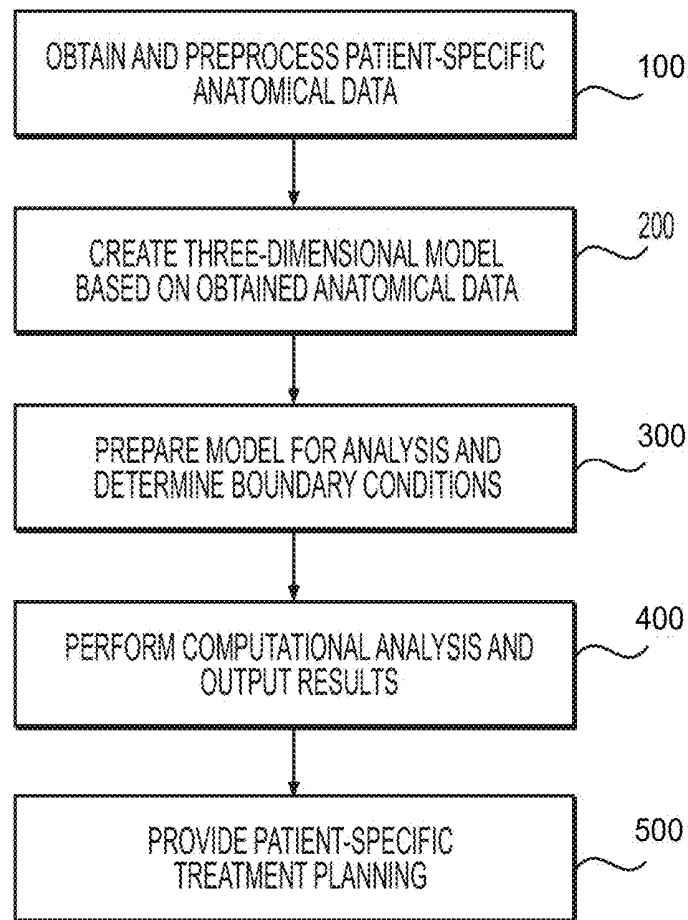 OBTAIN AND PREPROCESS PATIENT-SPECIFIC
ANATOMICAL DATA
100
CREATE THREE-DIMENSIONAL MODEL
BASED ON OBTAINED ANATOMICAL DATA
200
PREPARE MODEL FOR ANALYSIS AND
DETERMINE BOUNDARY CONDITIONS
300
PERFORM COMPUTATIONAL ANALYSIS AND
OUTPUT RESULTS
400
PROVIDE PATIENT-SPECIFIC
TREATMENT PLANNING
500